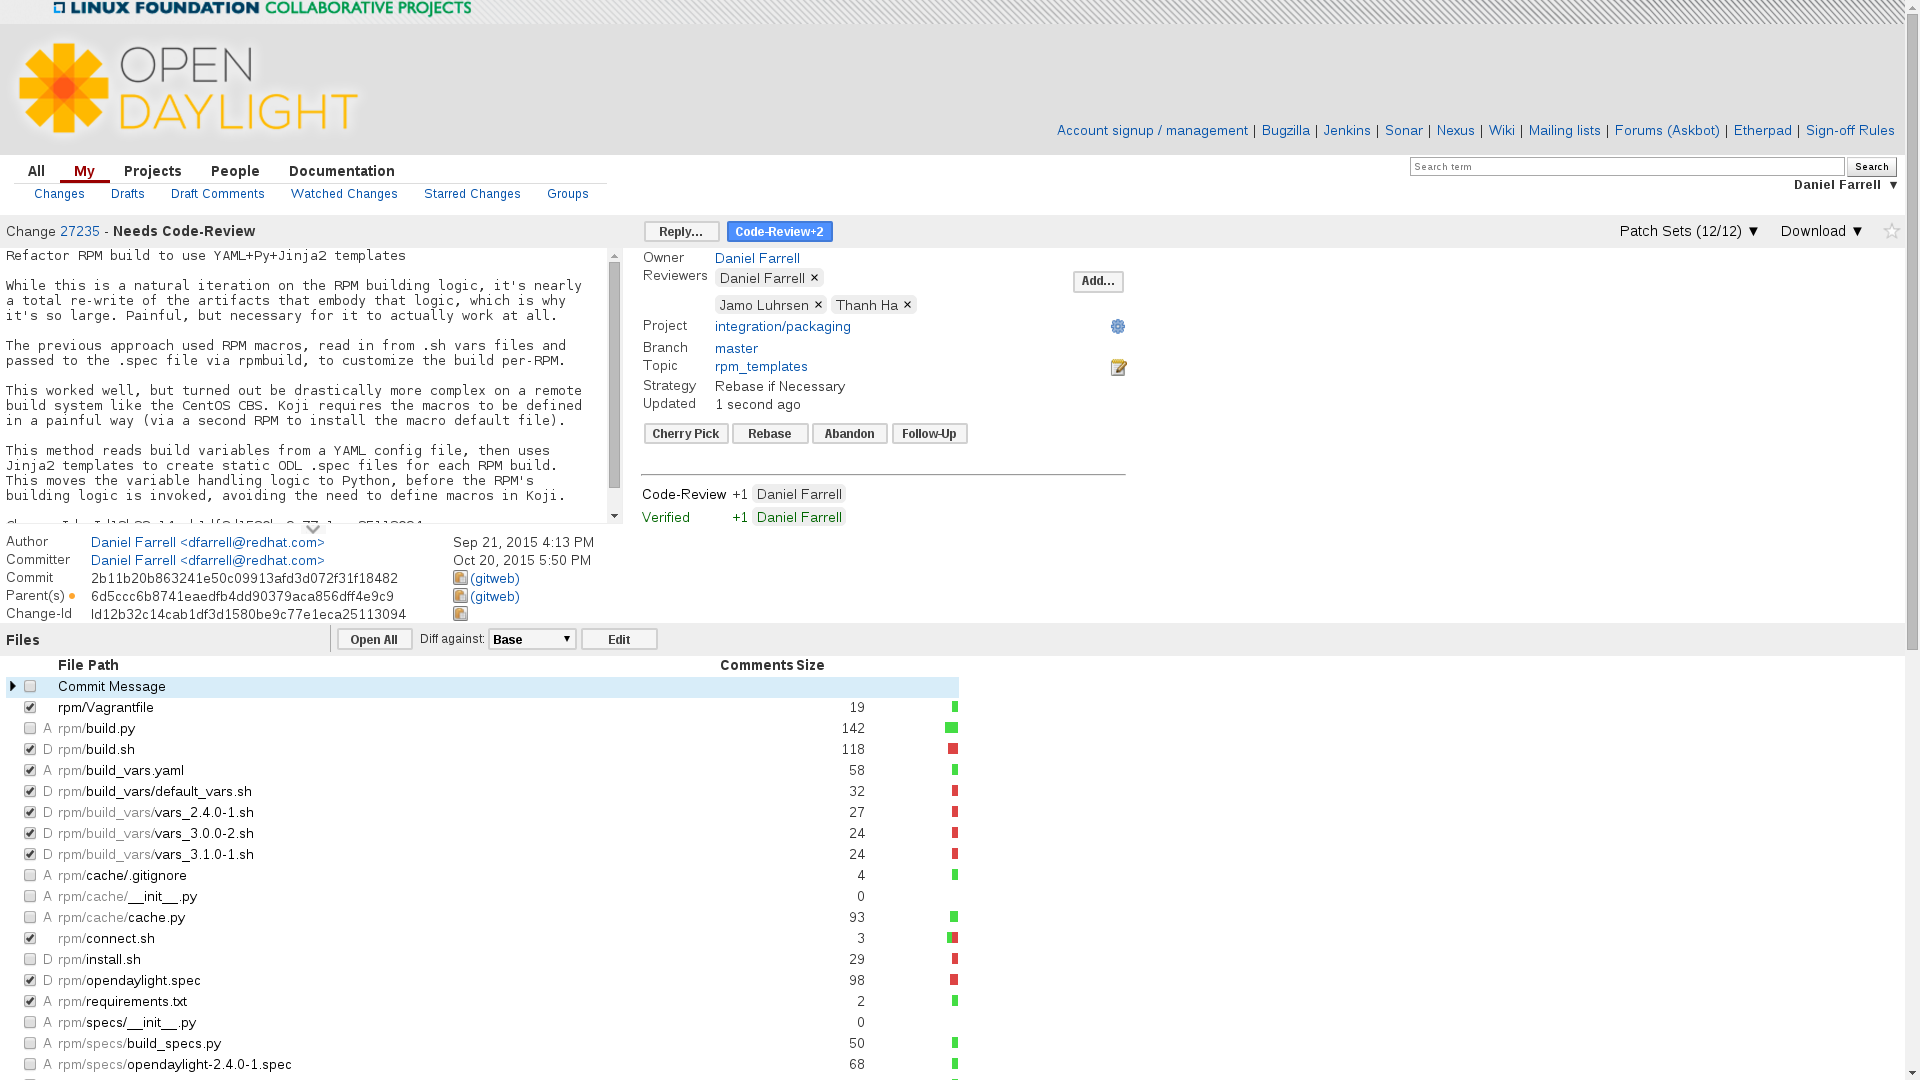 LINUX FOUNDATION COLLABORATIVE PROJECTS
OPEN
DAYLIGHT
Account signup / management | Bugzilla | Jenkins | Sonar | Nexus | Wiki | Mailing lists | Forums (Askbot) | Etherpad | Sign-off Rules
All My Projects People Documentation
Search term Search
Changes Drafts Draft Comments Watched Changes Starred Changes Groups
Daniel Farrell ▼
Change 27235 - Needs Code-Review
Reply... Code-Review+2
Patch Sets (12/12) ▼ Download ▼
Refactor RPM build to use YAML+Py+Jinja2 templates
While this is a natural iteration on the RPM building logic, it's nearly
a total re-write of the artifacts that embody that logic, which is why
it's so large. Painful, but necessary for it to actually work at all.
The previous approach used RPM macros, read in from .sh vars files and
passed to the .spec file via rpmbuild, to customize the build per-RPM.
This worked well, but turned out be drastically more complex on a remote
build system like the CentOS CBS. Koji requires the macros to be defined
in a painful way (via a second RPM to install the macro default file).
This method reads build variables from a YAML config file, then uses
Jinja2 templates to create static ODL .spec files for each RPM build.
This moves the variable handling logic to Python, before the RPM's
building logic is invoked, avoiding the need to define macros in Koji.
Owner Daniel Farrell
Reviewers Daniel Farrell ✕ Add...
Jamo Luhrsen ✕ Thanh Ha ✕
Project integration/packaging
Branch master
Topic rpm_templates
Strategy Rebase if Necessary
Updated 1 second ago
Cherry Pick Rebase Abandon Follow-Up
Code-Review +1 Daniel Farrell
Verified +1 Daniel Farrell
Author Daniel Farrell <dfarrell@redhat.com> Sep 21, 2015 4:13 PM
Committer Daniel Farrell <dfarrell@redhat.com> Oct 20, 2015 5:50 PM
Commit 2b11b20b863241e50c09913afd3d072f31f18482 (gitweb)
Parent(s) 6d5ccc6b8741eaedfb4dd90379aca856dff4e9c9 (gitweb)
Change-Id Id12b32c14cab1df3d1580be9c77e1eca25113094
Files Open All Diff against: Base ▼ Edit
File Path Comments Size
Commit Message
rpm/Vagrantfile 19
A rpm/build.py 142
D rpm/build.sh 118
A rpm/build_vars.yaml 58
D rpm/build_vars/default_vars.sh 32
D rpm/build_vars/vars_2.4.0-1.sh 27
D rpm/build_vars/vars_3.0.0-2.sh 24
D rpm/build_vars/vars_3.1.0-1.sh 24
A rpm/cache/.gitignore 4
A rpm/cache/__init__.py 0
A rpm/cache/cache.py 93
rpm/connect.sh 3
D rpm/install.sh 29
D rpm/opendaylight.spec 98
A rpm/requirements.txt 2
A rpm/specs/__init__.py 0
A rpm/specs/build_specs.py 50
A rpm/specs/opendaylight-2.4.0-1.spec 68